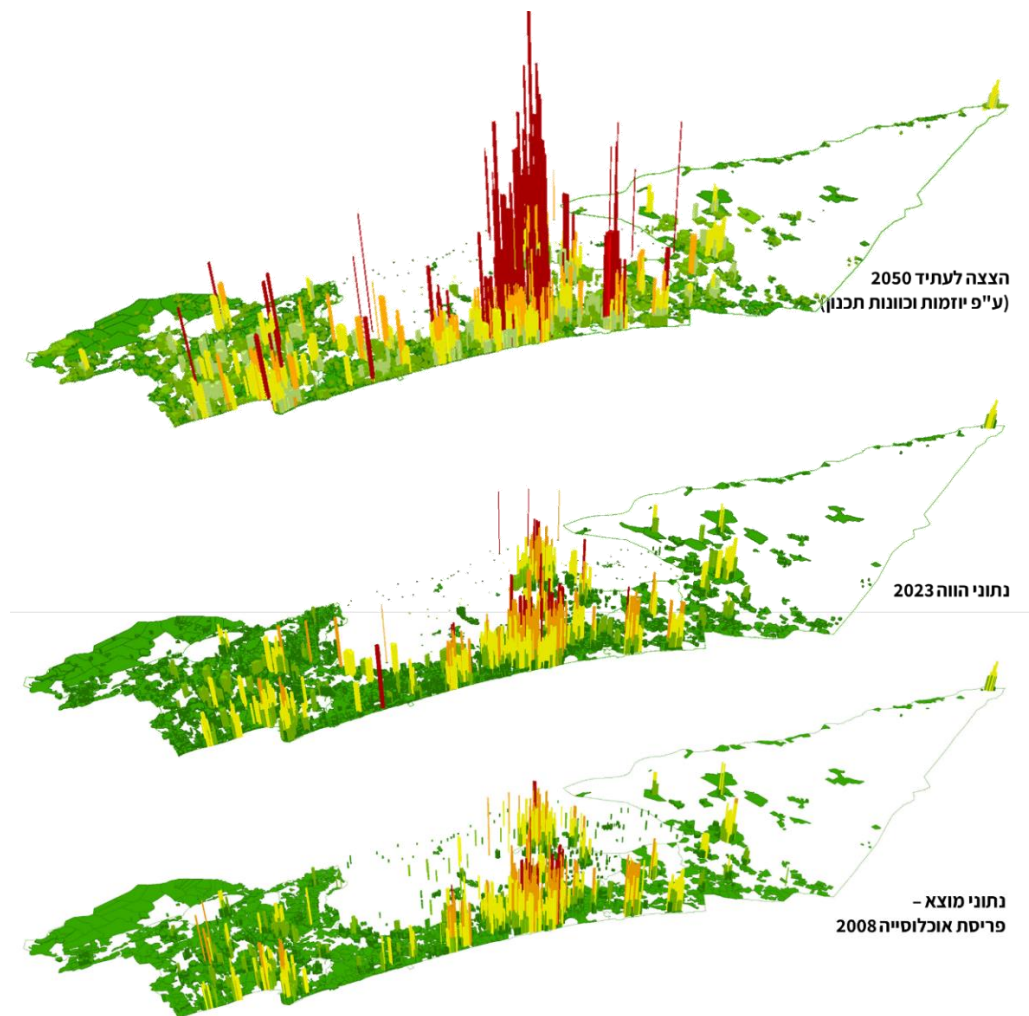 הצצה לעתיד 2050
(ע"פ יוזמות וכוונות תכנון)
נתוני הווה 2023
נתוני מוצא –
פריסת אוכלוסייה 2008